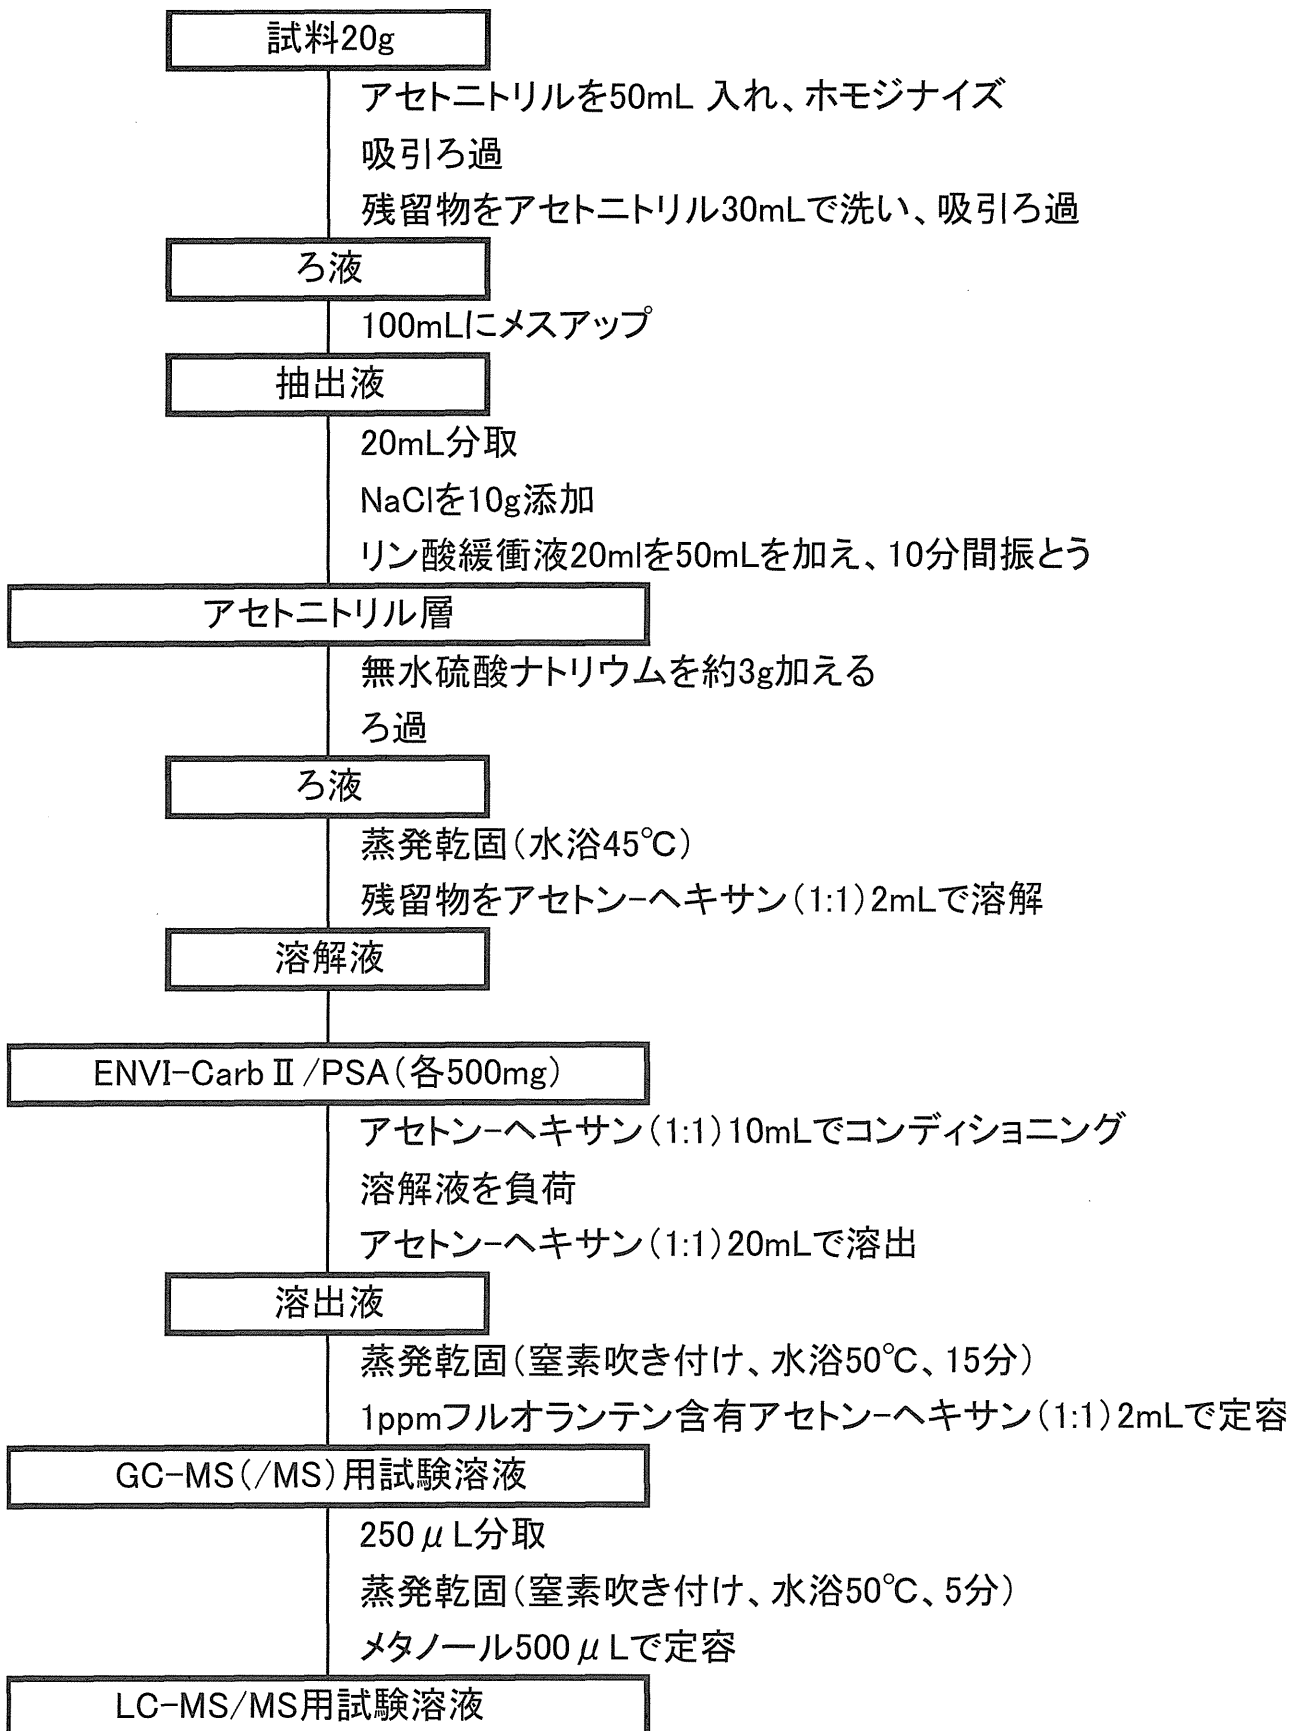 試料20g
アセトニトリルを50mL 入れ、ホモジナイズ
吸引ろ過
残留物をアセトニトリル30mLで洗い、吸引ろ過
ろ液
100mLにメスアップ
抽出液
20mL分取
NaClを10g添加
リン酸緩衝液20mlを50mLを加え、10分間振とう
アセトニトリル層
無水硫酸ナトリウムを約3g加える
ろ過
ろ液
蒸発乾固(水浴45℃)
残留物をアセトン-ヘキサン(1:1)2mLで溶解
溶解液
ENVI-CarbⅡ/PSA(各500mg)
アセトン-ヘキサン(1:1)10mLでコンディショニング
溶解液を負荷
アセトン-ヘキサン(1:1)20mLで溶出
溶出液
蒸発乾固(窒素吹き付け、水浴50℃、15分)
1ppmフルオランテン含有アセトン-ヘキサン(1:1)2mLで定容
GC-MS(/MS)用試験溶液
250μL分取
蒸発乾固(窒素吹き付け、水浴50℃、5分)
メタノール500μLで定容
LC-MS/MS用試験溶液